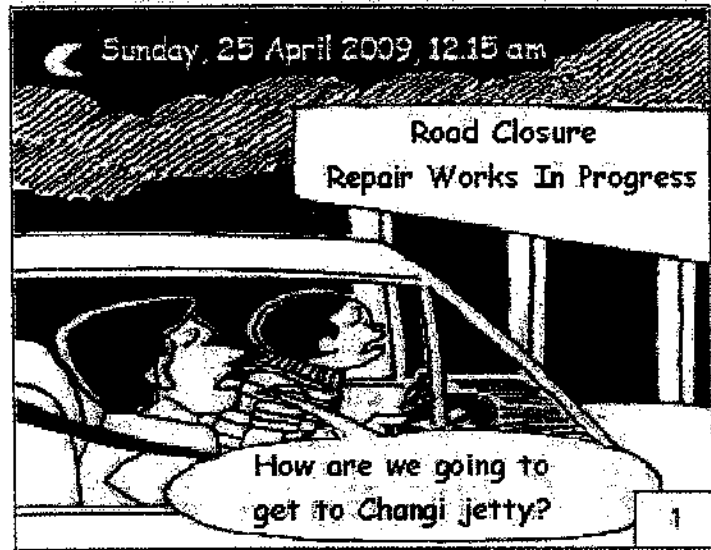 Sunday, 25 April 2009, 12.15 am
Road Closure
Repair Works In Progress
How are we going to
get to Changi jetty?
1